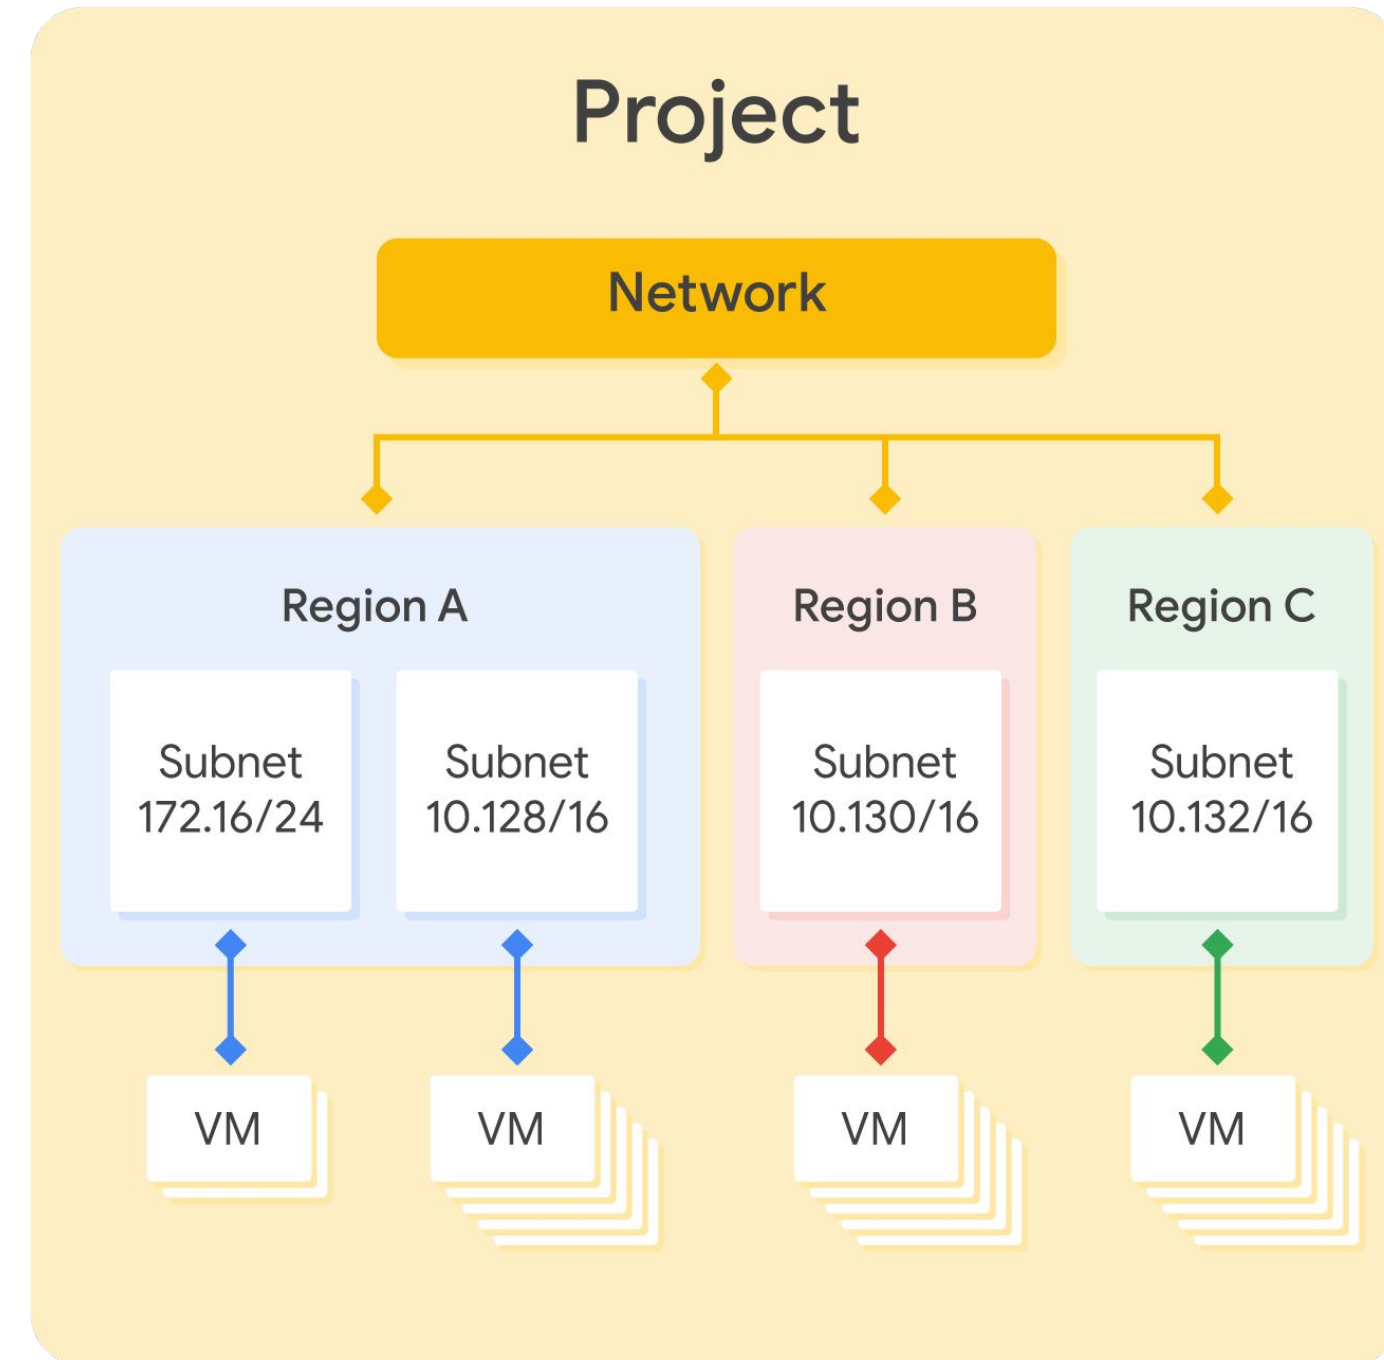 Project
Network
Region A
Region B
Region C
Subnet
172.16/24
Subnet
10.128/16
Subnet
10.130/16
Subnet
10.132/16
VM
VM
VM
VM